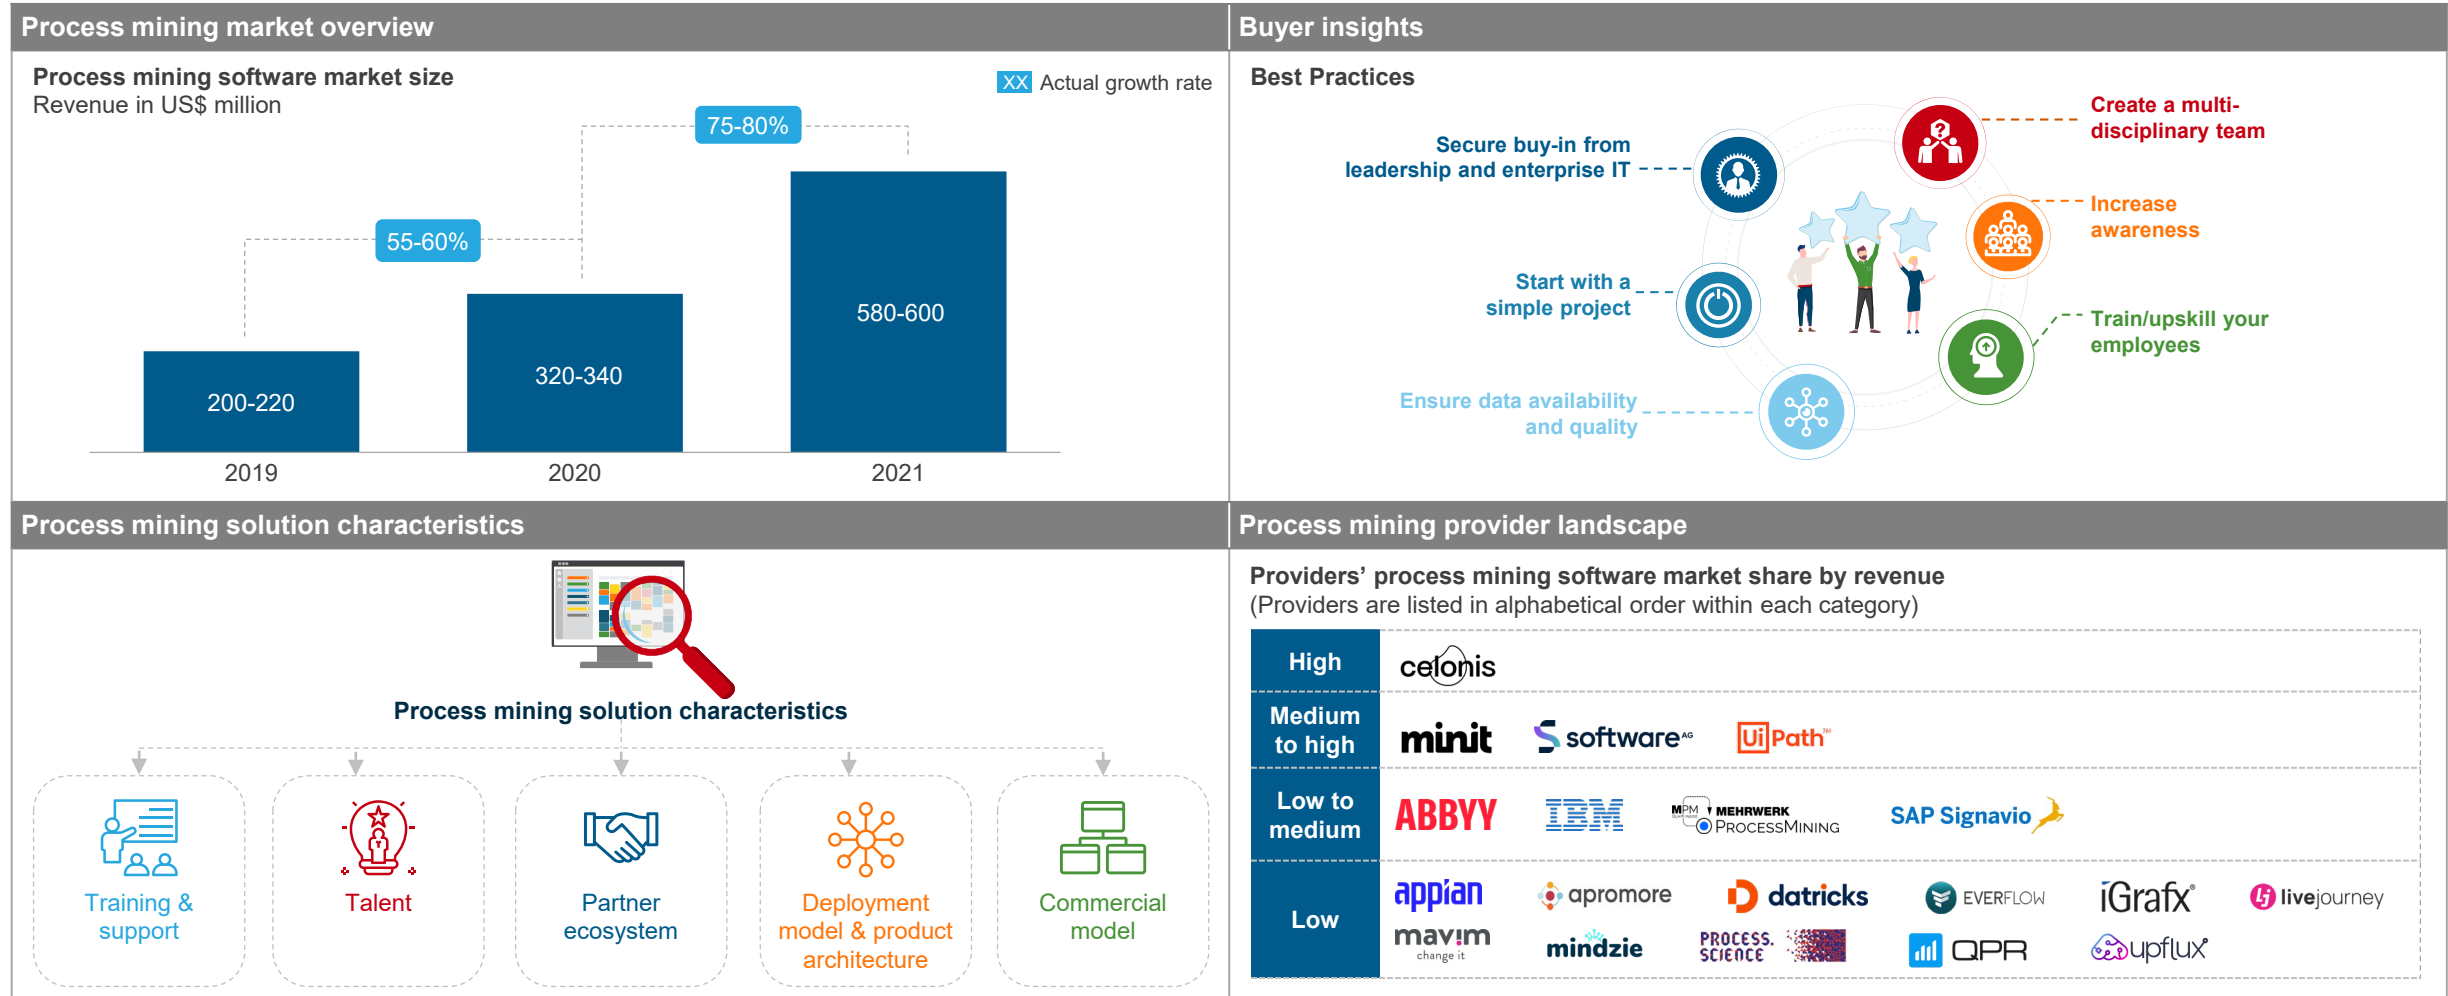 Process mining market overview
Process mining software market size
Revenue in US$ million
XX Actual growth rate
75-80%
55-60%
580-600
320-340
200-220
2019
2020
2021
Buyer insights
Best Practices
Secure buy-in from
leadership and enterprise IT
Start with a
simple project
Ensure data availability
and quality
Create a multi-
disciplinary team
Increase
awareness
Train/upskill your
employees
Process mining solution characteristics
Process mining solution characteristics
Training &
support
Talent
Partner
ecosystem
Deployment
model & product
architecture
Commercial
model
Process mining provider landscape
Providers’ process mining software market share by revenue
(Providers are listed in alphabetical order within each category)
High
celonis
Medium
to high
minit
software AG
UiPath™
Low to
medium
ABBYY
IBM
MPM
MEHRWERK
PROCESSMINING
SAP Signavio
Low
appian
apromore
datricks
EVERFLOW
iGrafx®
lj livejourney
mavim
change it
mindzie
PROCESS.
SCIENCE
QPR
upflux